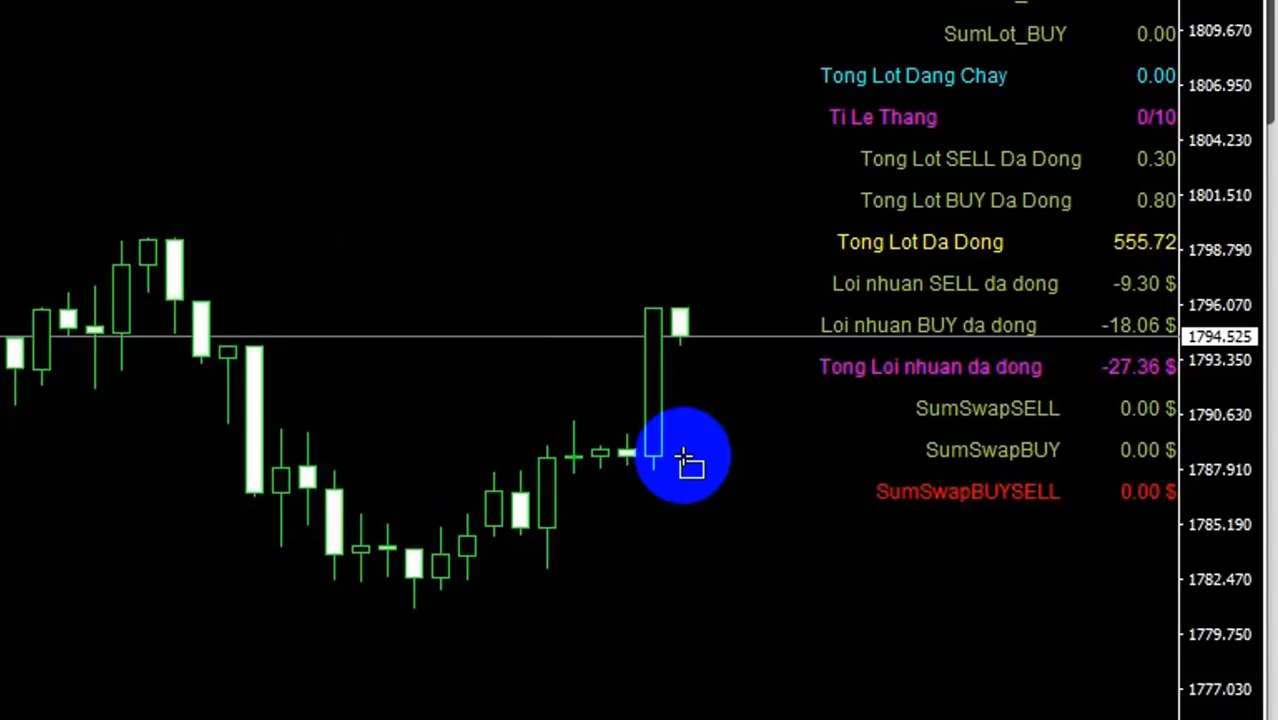 1809.670
SumLot_BUY 0.00
Tong Lot Dang Chay 0.00
1806.950
Ti Le Thang 0/10
1804.230
Tong Lot SELL Da Dong 0.30
1801.510
Tong Lot BUY Da Dong 0.80
Tong Lot Da Dong 555.72
1798.790
Loi nhuan SELL da dong -9.30 $
1796.070
Loi nhuan BUY da dong -18.06 $
1794.525
1793.350
Tong Loi nhuan da dong -27.36 $
SumSwapSELL 0.00 $
1790.630
SumSwapBUY 0.00 $
1787.910
SumSwapBUYSELL 0.00 $
1785.190
1782.470
1779.750
1777.030